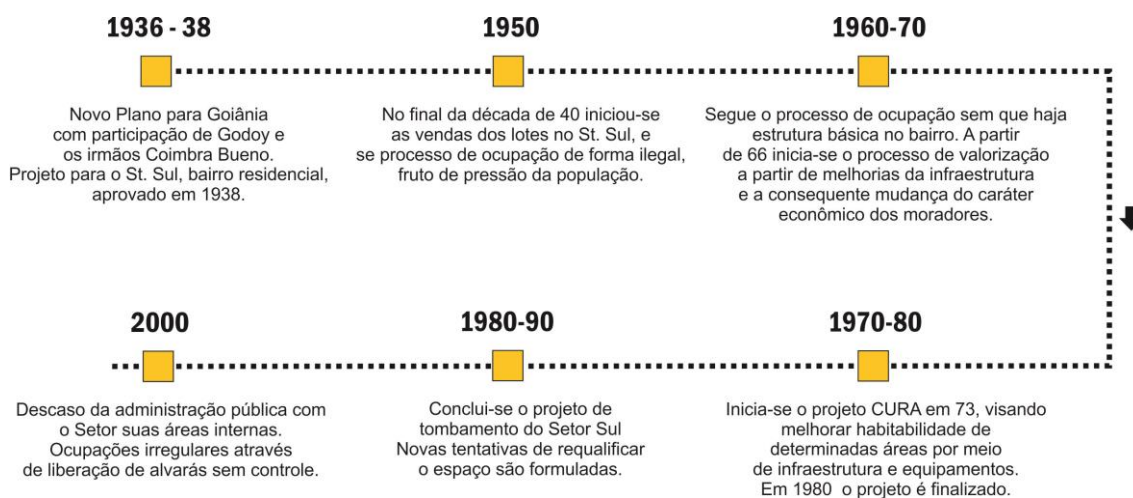 1936 - 38
Novo Plano para Goiânia
com participação de Godoy e
os irmãos Coimbra Bueno.
Projeto para o St. Sul, bairro residencial,
aprovado em 1938.
1950
No final da década de 40 iniciou-se
as vendas dos lotes no St. Sul, e
se processo de ocupação de forma ilegal,
fruto de pressão da população.
1960-70
Segue o processo de ocupação sem que haja
estrutura básica no bairro. A partir
de 66 inicia-se o processo de valorização
a partir de melhorias da infraestrutura
e a consequente mudança do caráter
econômico dos moradores.
1970-80
Inicia-se o projeto CURA em 73, visando
melhorar habitabilidade de
determinadas áreas por meio
de infraestrutura e equipamentos.
Em 1980 o projeto é finalizado.
1980-90
Conclui-se o projeto de
tombamento do Setor Sul
Novas tentativas de requalificar
o espaço são formuladas.
2000
Descaso da administração pública com
o Setor suas áreas internas.
Ocupações irregulares através
de liberação de alvarás sem controle.